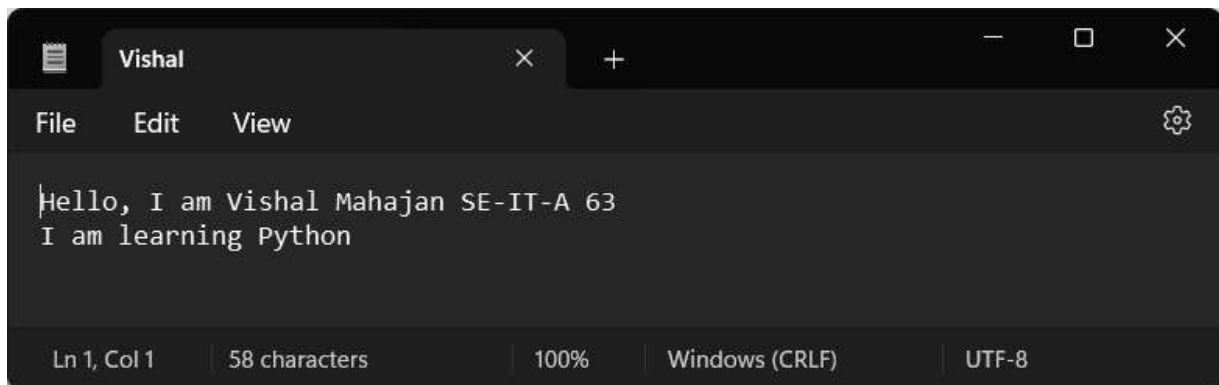 Vishal
File Edit View
Hello, I am Vishal Mahajan SE-IT-A 63
I am learning Python
Ln 1, Col 1 58 characters 100% Windows (CRLF) UTF-8